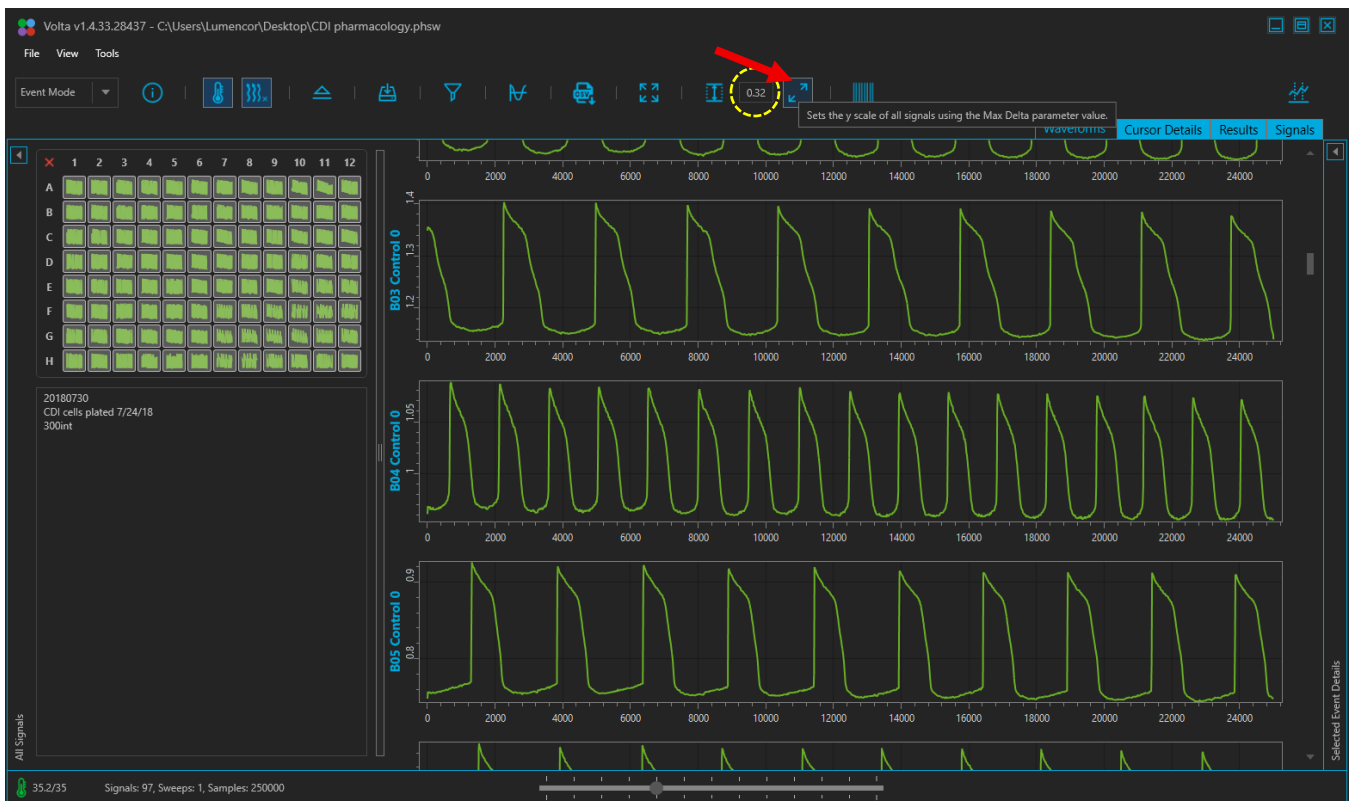 Volta v1.4.33.28437 - C:\Users\Lumencor\Desktop\CDI pharmacology.phsw
File View Tools
Event Mode
CSV
0.32
Sets the y scale of all signals using the Max Delta parameter value.
Waveforms Cursor Details Results Signals
1 2 3 4 5 6 7 8 9 10 11 12
A
B
C
D
E
F
G
H
20180730
CDI cells plated 7/24/18
300int
All Signals
0 2000 4000 6000 8000 10000 12000 14000 16000 18000 20000 22000 24000
B03 Control 0
1.4
1.3
1.2
0 2000 4000 6000 8000 10000 12000 14000 16000 18000 20000 22000 24000
B04 Control 0
1.05
1
0 2000 4000 6000 8000 10000 12000 14000 16000 18000 20000 22000 24000
B05 Control 0
0.9
0.8
0 2000 4000 6000 8000 10000 12000 14000 16000 18000 20000 22000 24000
Selected Event Details
35.2/35 Signals: 97, Sweeps: 1, Samples: 250000